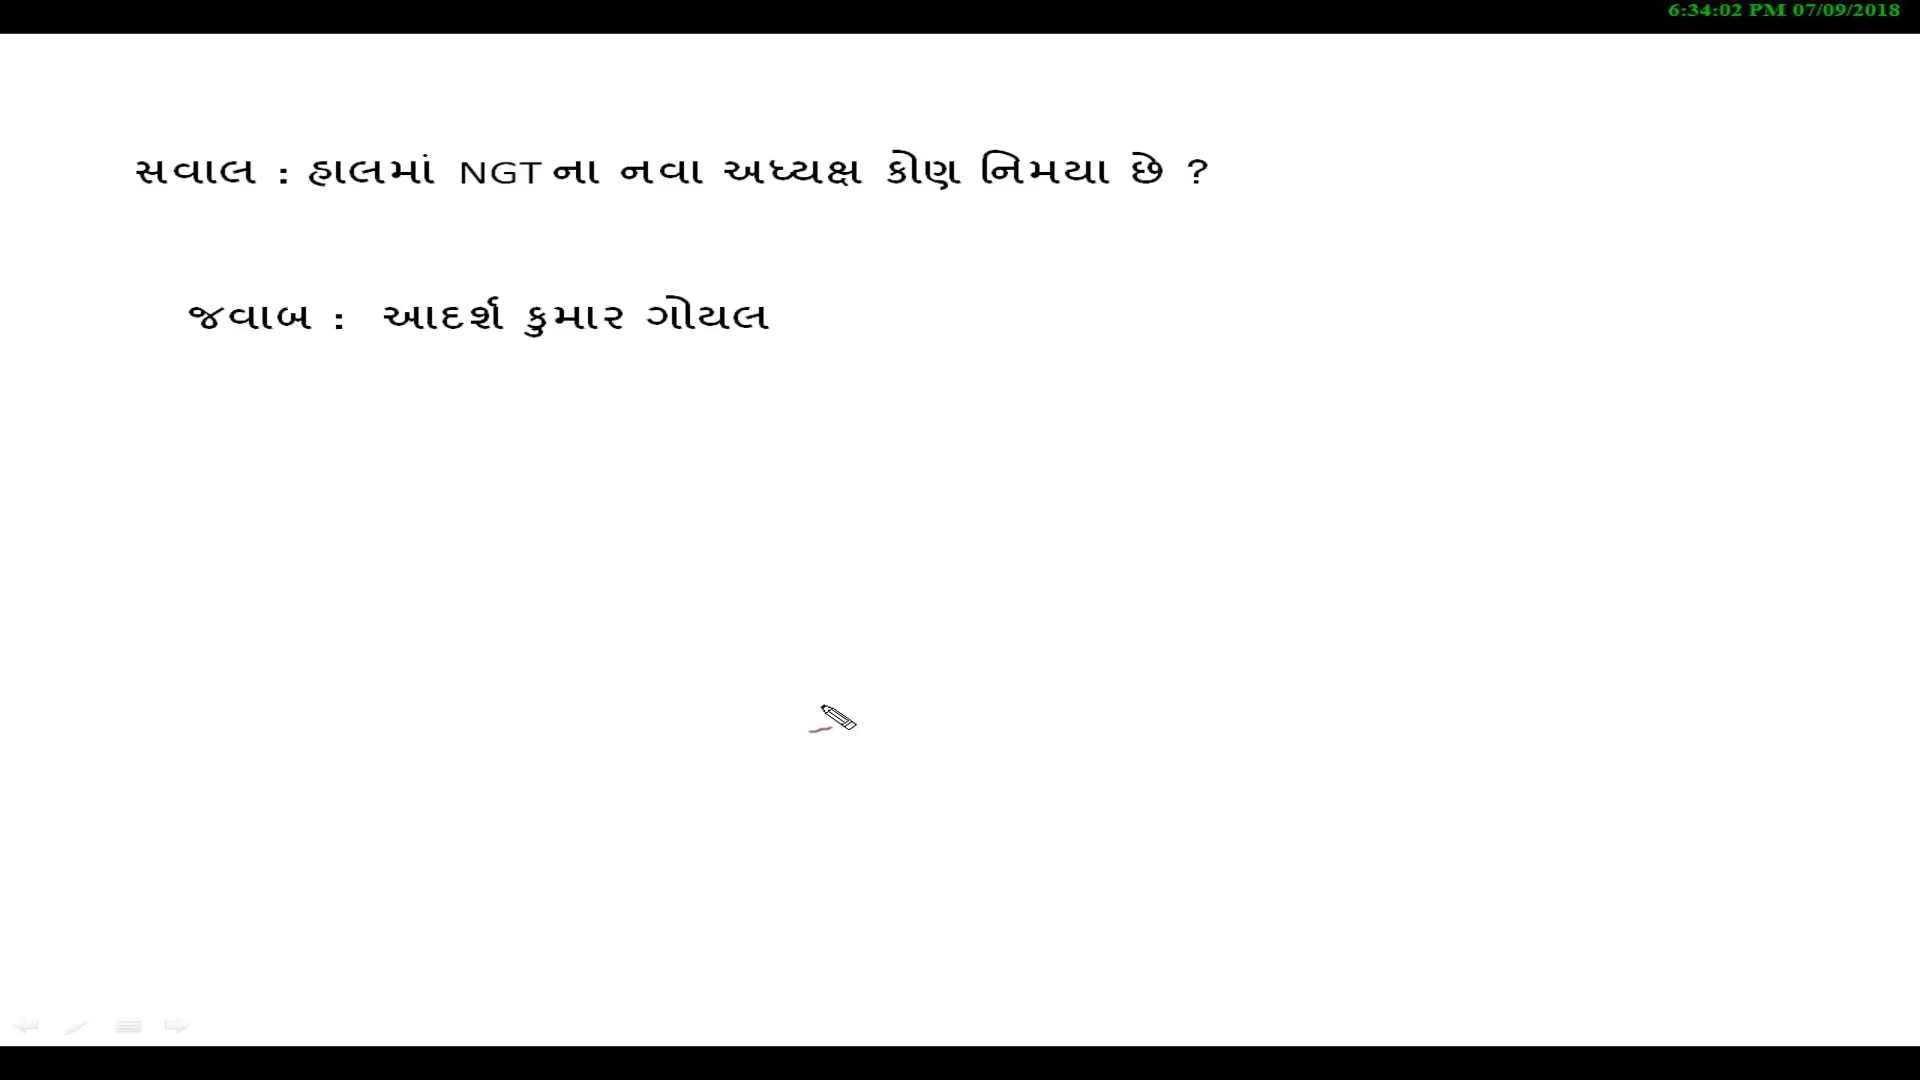 6:34:02 PM 07/09/2018
સવાલ : હાલમાં NGT ના નવા અધ્યક્ષ કોણ નિમયા છે ?
જવાબ : આદર્શ કુમાર ગોયલ